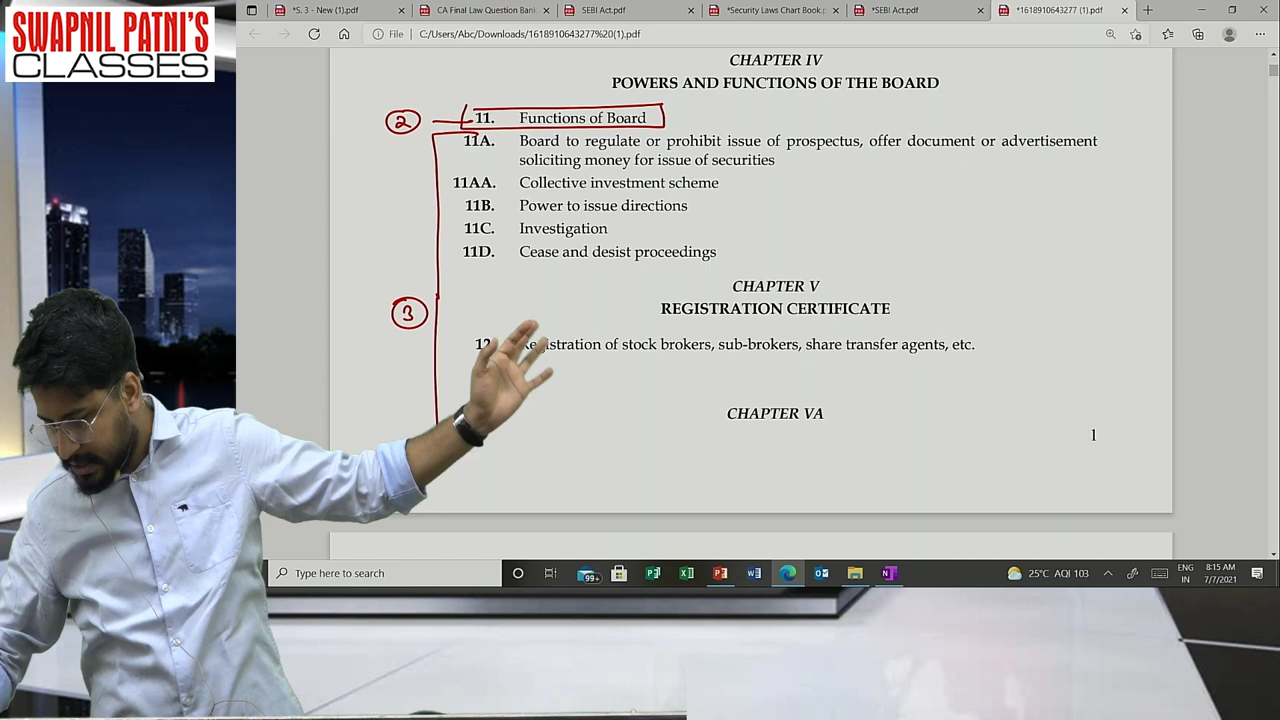 SWAPNIL PATNI'S
CLASSES
*S. 3 - New (1).pdf
CA Final Law Question Bank
SEBI Act.pdf
*Security Laws Chart Book.p
*SEBI Act.pdf
*1618910643277 (1).pdf
File C:/Users/Abc/Downloads/1618910643277%20(1).pdf
CHAPTER IV
POWERS AND FUNCTIONS OF THE BOARD
2
11. Functions of Board
11A. Board to regulate or prohibit issue of prospectus, offer document or advertisement
soliciting money for issue of securities
11AA. Collective investment scheme
11B. Power to issue directions
11C. Investigation
11D. Cease and desist proceedings
CHAPTER V
REGISTRATION CERTIFICATE
3
12. Registration of stock brokers, sub-brokers, share transfer agents, etc.
CHAPTER VA
1
Type here to search
99+
25°C AQI 103
ENG
IN
8:15 AM
7/7/2021